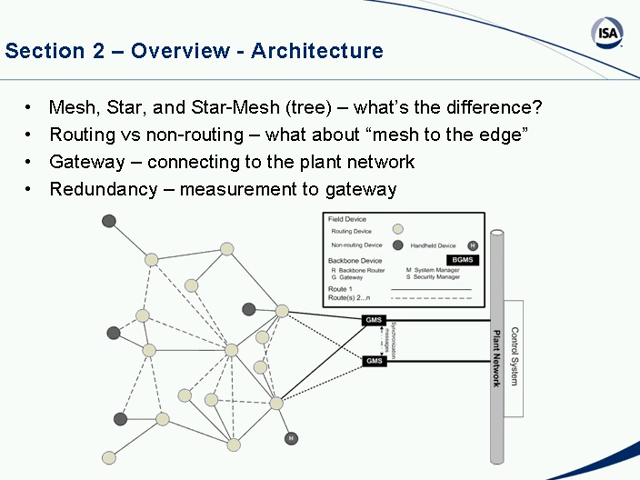 ISA
Section 2 – Overview - Architecture
• Mesh, Star, and Star-Mesh (tree) – what's the difference?
• Routing vs non-routing – what about “mesh to the edge”
• Gateway – connecting to the plant network
• Redundancy – measurement to gateway
Field Device
Routing Device
Non-routing Device
Handheld Device
H
Backbone Device
BGMS
R Backbone Router
M System Manager
G Gateway
S Security Manager
Route 1
Route(s) 2...n
GMS
Synchronization
messages
GMS
Plant Network
Control System
H